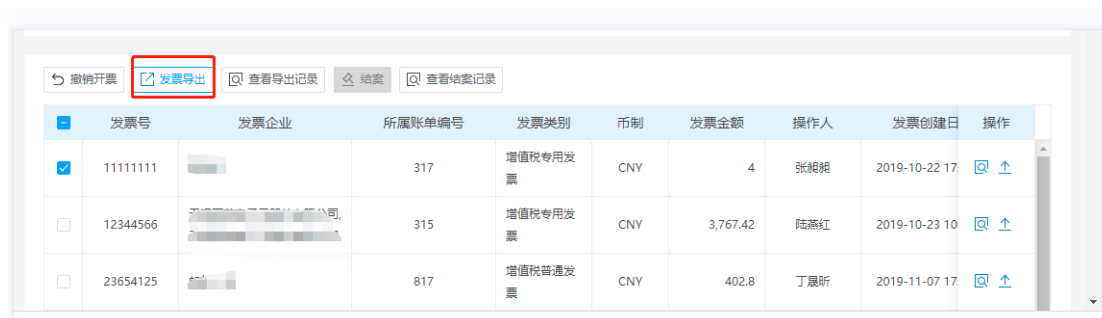 撤销开票 发票导出 查看导出记录 结案 查看结案记录
发票号 发票企业 所属账单编号 发票类别 币制 发票金额 操作人 发票创建日 操作
11111111 317 增值税专用发票 CNY 4 张昶昶 2019-10-22 17:
12344566 315 增值税专用发票 CNY 3,767.42 陆燕红 2019-10-23 10:
23654125 817 增值税普通发票 CNY 402.8 丁晟昕 2019-11-07 17: